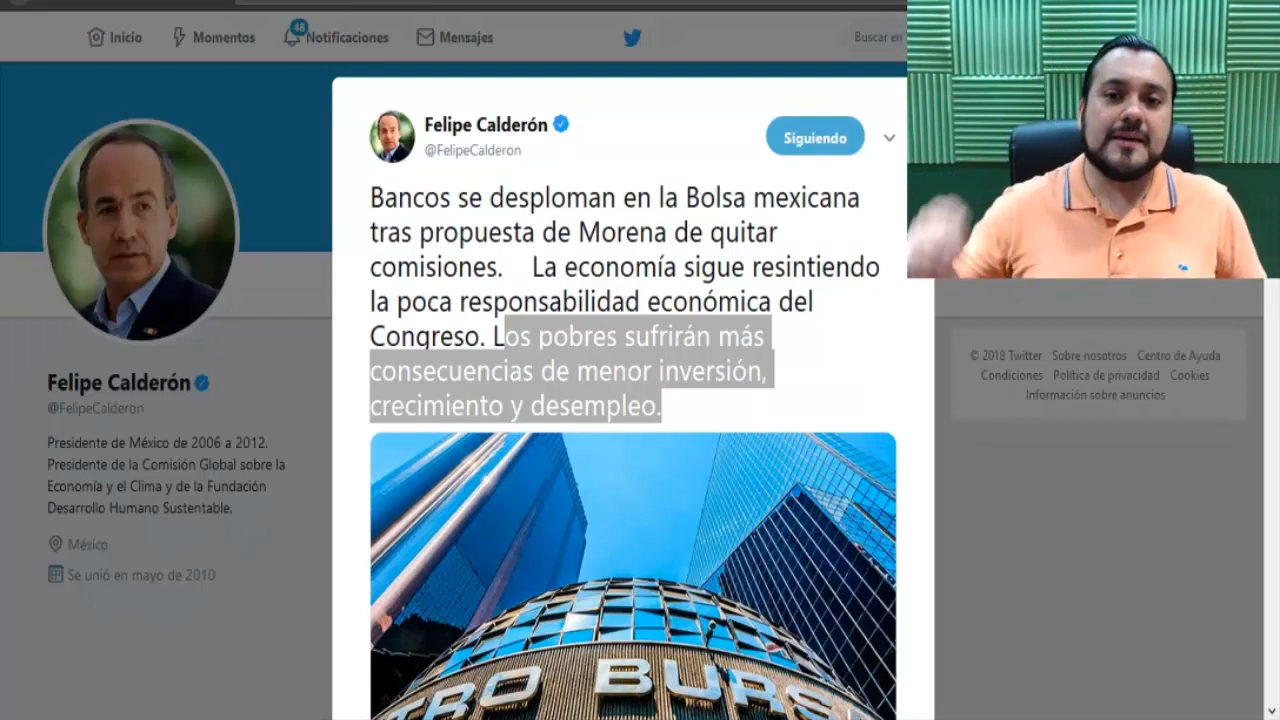 Inicio
Momentos
48
Notificaciones
Mensajes
Buscar en
Felipe Calderón
@FelipeCalderon
Siguiendo
Bancos se desploman en la Bolsa mexicana
tras propuesta de Morena de quitar
comisiones. La economía sigue resintiendo
la poca responsabilidad económica del
Congreso. Los pobres sufrirán más
consecuencias de menor inversión,
crecimiento y desempleo.
TRO BURS
Felipe Calderón
@FelipeCalderon
Presidente de México de 2006 a 2012.
Presidente de la Comisión Global sobre la
Economía y el Clima y de la Fundación
Desarrollo Humano Sustentable.
México
Se unió en mayo de 2010
© 2018 Twitter Sobre nosotros Centro de Ayuda
Condiciones Política de privacidad Cookies
Información sobre anuncios